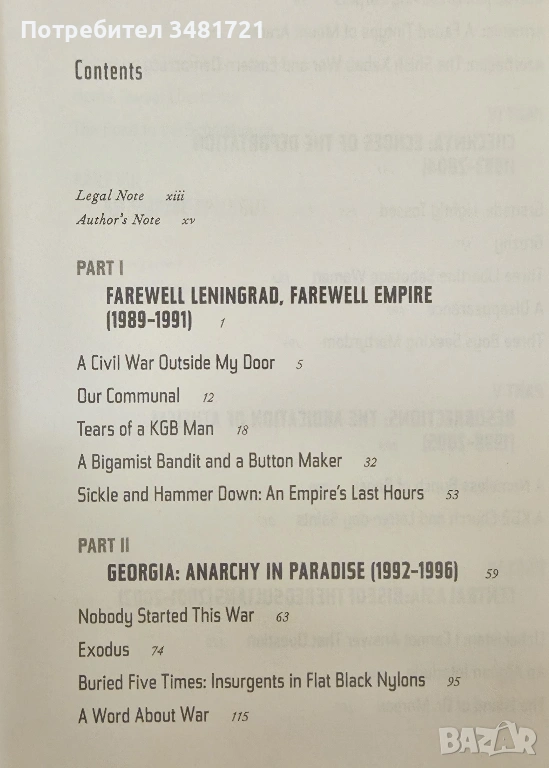 Потребител 3481721
Contents
Legal Note xiii
Author's Note xv
PART I
FAREWELL LENINGRAD, FAREWELL EMPIRE
(1989–1991) 1
A Civil War Outside My Door 5
Our Communal 12
Tears of a KGB Man 18
A Bigamist Bandit and a Button Maker 32
Sickle and Hammer Down: An Empire's Last Hours 53
PART II
GEORGIA: ANARCHY IN PARADISE (1992–1996) 59
Nobody Started This War 63
Exodus 74
Buried Five Times: Insurgents in Flat Black Nylons 95
A Word About War 115
BAZAR